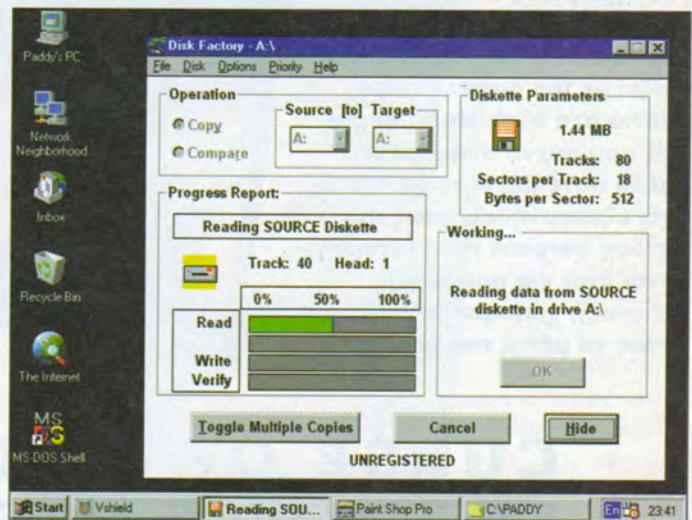 Paddy's PC
Network
Neighborhood
Inbox
Recycle Bin
The Internet
MS
DOS
MS-DOS Shell
Disk Factory - A:\
File Disk Options Priority Help
Operation
Copy
Compare
Source [to] Target
A: A:
Diskette Parameters
1.44 MB
Tracks: 80
Sectors per Track: 18
Bytes per Sector: 512
Progress Report:
Reading SOURCE Diskette
Track: 40 Head: 1
0% 50% 100%
Read
Write
Verify
Working...
Reading data from SOURCE
diskette in drive A:\
OK
Toggle Multiple Copies Cancel Hide
UNREGISTERED
Start Vshield Reading SOU... Paint Shop Pro C:\PADDY En 23:41